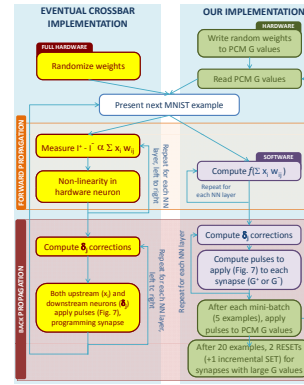 EVENTUAL CROSSBAR
IMPLEMENTATION
OUR IMPLEMENTATION
HARDWARE
Write random weights
to PCM G values
FULL HARDWARE
Randomize weights
Read PCM G values
Present next MNIST example
FORWARD PROPAGATION
Measure I⁺ - I⁻ α Σ xᵢ wᵢⱼ
Repeat for each NN
layer, left to right
Non-linearity in
hardware neuron
SOFTWARE
Compute f(Σ xᵢ wᵢⱼ)
Repeat for
each NN layer
BACK PROPAGATION
Compute δⱼ corrections
Repeat for each NN layer,
left to right
Both upstream (xᵢ) and
downstream neurons (δⱼ)
apply pulses (Fig. 7),
programming synapse
Repeat for each NN layer
Compute δⱼ corrections
Compute pulses to
apply (Fig. 7) to each
synapse (G⁺ or G⁻)
After each mini-batch
(5 examples), apply
pulses to PCM G values
After 20 examples, 2 RESETs
(+1 incremental SET) for
synapses with large G values